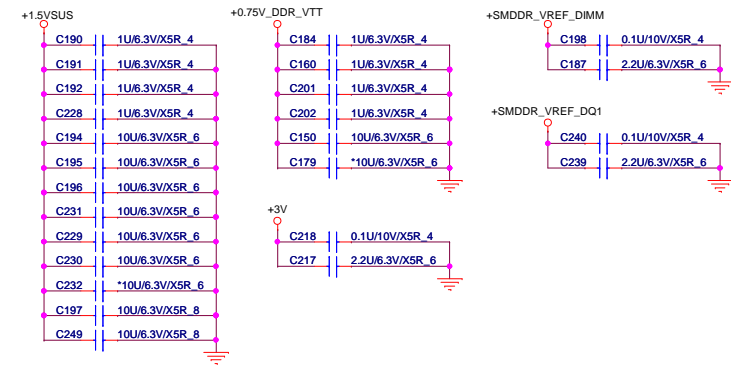 +1.5VSUS
C190 1U/6.3V/X5R_4
C191 1U/6.3V/X5R_4
C192 1U/6.3V/X5R_4
C228 1U/6.3V/X5R_4
C194 10U/6.3V/X5R_6
C195 10U/6.3V/X5R_6
C196 10U/6.3V/X5R_6
C231 10U/6.3V/X5R_6
C229 10U/6.3V/X5R_6
C230 10U/6.3V/X5R_6
C232 *10U/6.3V/X5R_6
C197 10U/6.3V/X5R_8
C249 10U/6.3V/X5R_8
+0.75V_DDR_VTT
C184 1U/6.3V/X5R_4
C160 1U/6.3V/X5R_4
C201 1U/6.3V/X5R_4
C202 1U/6.3V/X5R_4
C150 10U/6.3V/X5R_6
C179 *10U/6.3V/X5R_6
+3V
C218 0.1U/10V/X5R_4
C217 2.2U/6.3V/X5R_6
+SMDDR_VREF_DIMM
C198 0.1U/10V/X5R_4
C187 2.2U/6.3V/X5R_6
+SMDDR_VREF_DQ1
C240 0.1U/10V/X5R_4
C239 2.2U/6.3V/X5R_6